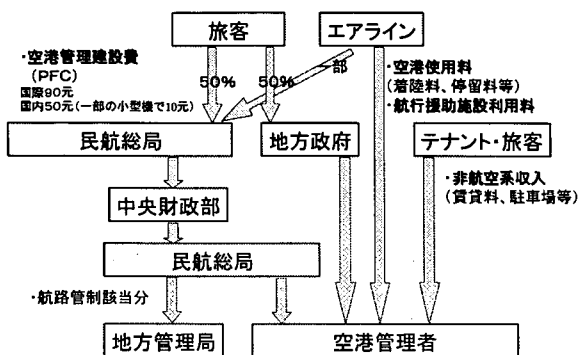 旅客
エアライン
・空港管理建設費
(PFC)
国際90元
国内50元(一部の小型機で10元)
50%
50%
一部
・空港使用料
(着陸料、停留料等)
・航行援助施設利用料
民航総局
地方政府
テナント・旅客
・非航空系収入
(賃貸料、駐車場等)
中央財政部
民航総局
・航路管制該当分
地方管理局
空港管理者